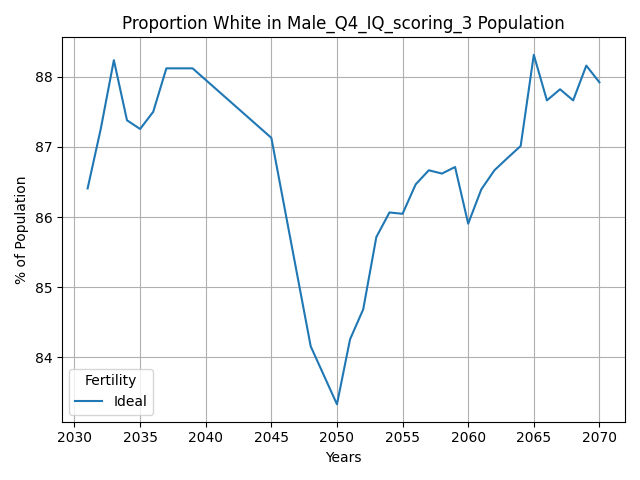 Proportion White in Male_Q4_IQ_scoring_3 Population
88
87
86
85
84
% of Population
Fertility
Ideal
2030 2035 2040 2045 2050 2055 2060 2065 2070
Years